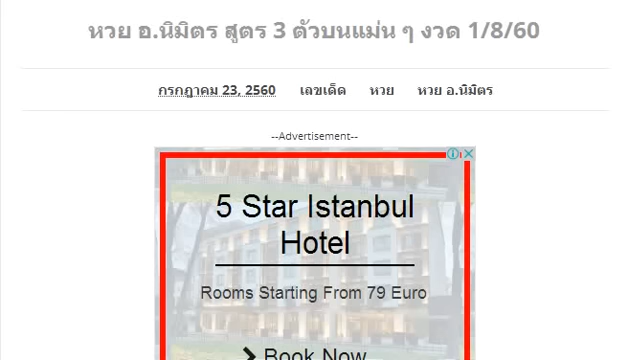 หวย อ.นิมิตร สูตร 3 ตัวบนแม่น ๆ งวด 1/8/60
กรกฎาคม 23, 2560 เลขเด็ด หวย หวย อ.นิมิตร
--Advertisement--
5 Star Istanbul
Hotel
Rooms Starting From 79 Euro
Book Now